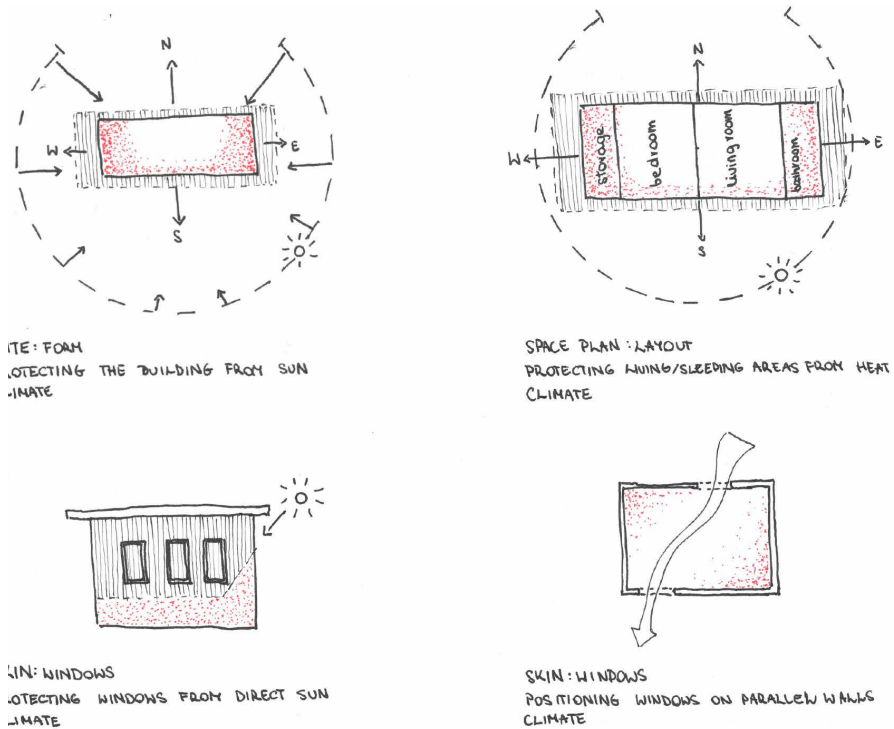 N
W
E
S
ITE: FORM
ROTECTING THE BUILDING FROM SUN
LIMATE
N
W
E
S
storage
bedroom
living room
bathroom
SPACE PLAN: LAYOUT
PROTECTING LIVING/SLEEPING AREAS FROM HEAT
CLIMATE
KIN: WINDOWS
ROTECTING WINDOWS FROM DIRECT SUN
LIMATE
SKIN: WINDOWS
POSITIONING WINDOWS ON PARALLEL WALLS
CLIMATE